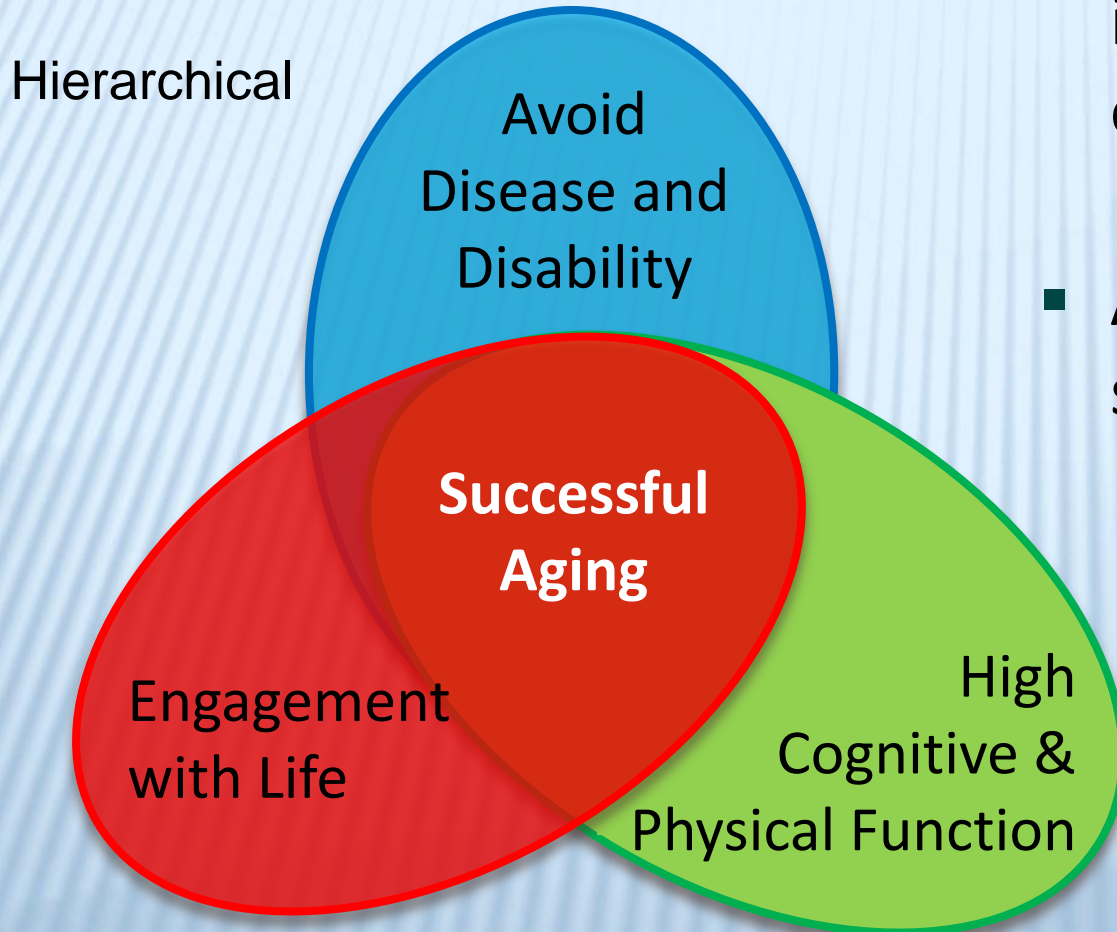 Hierarchical
Avoid
Disease and
Disability
Successful
Aging
Engagement
with Life
High
Cognitive &
Physical Function